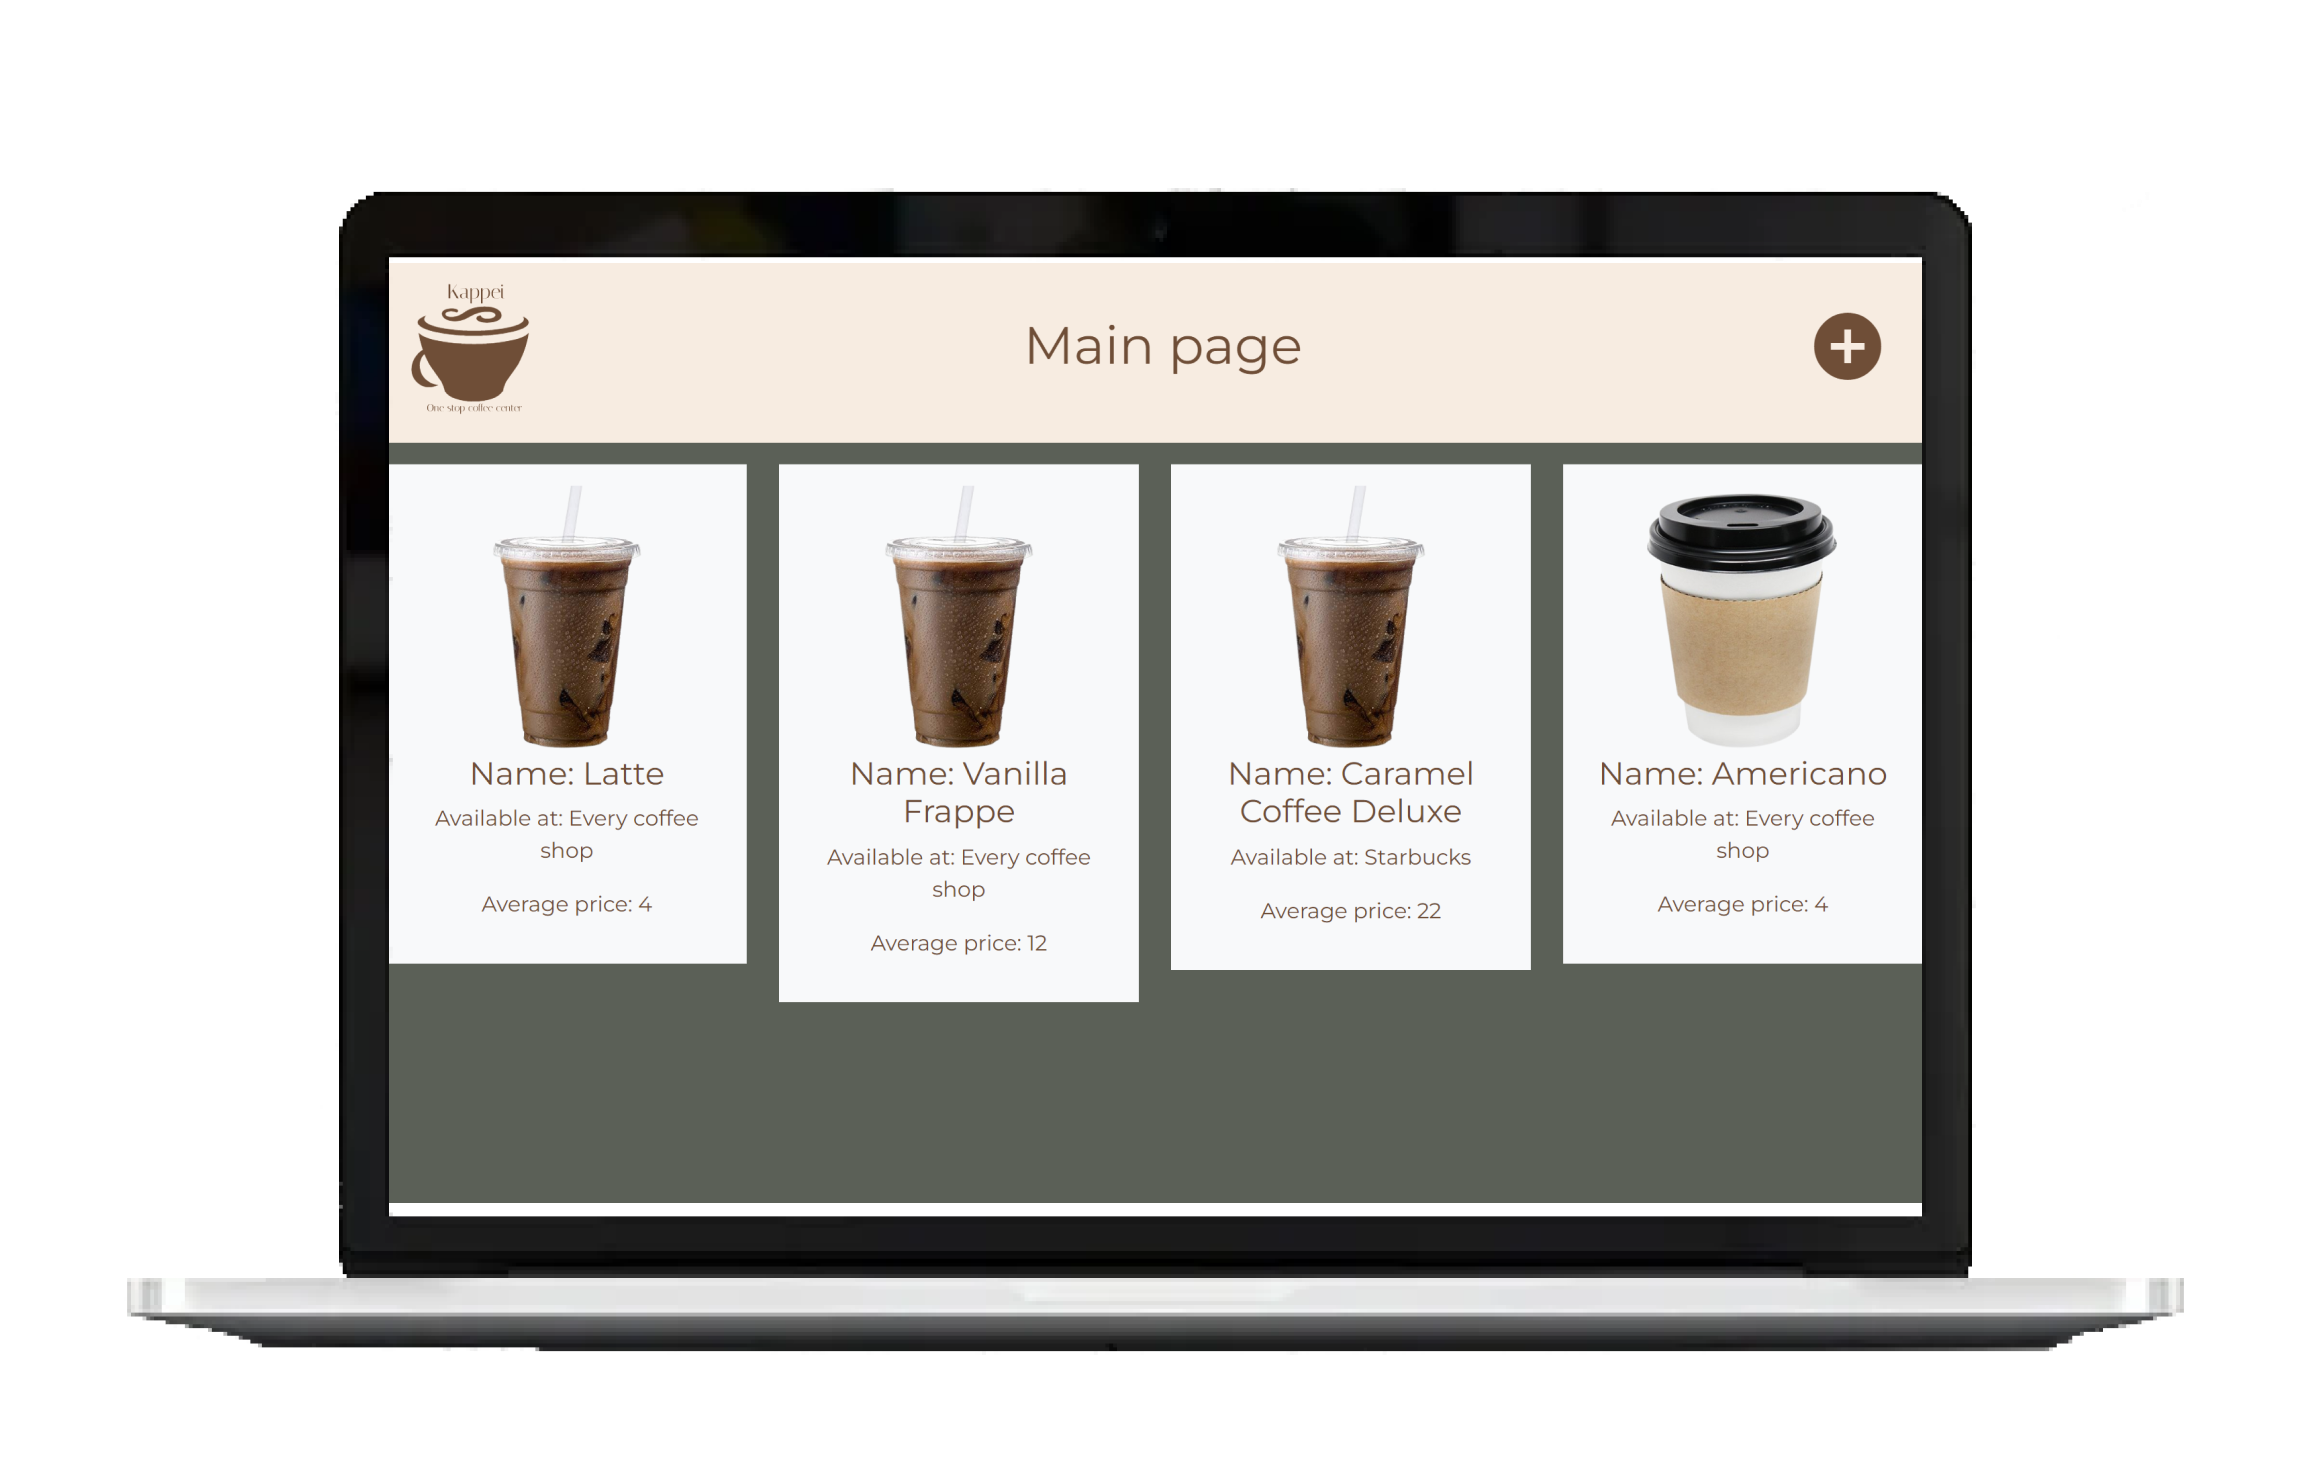 Kappei
One stop coffee center
Main page
Name: Latte
Available at: Every coffee
shop
Average price: 4
Name: Vanilla
Frappe
Available at: Every coffee
shop
Average price: 12
Name: Caramel
Coffee Deluxe
Available at: Starbucks
Average price: 22
Name: Americano
Available at: Every coffee
shop
Average price: 4